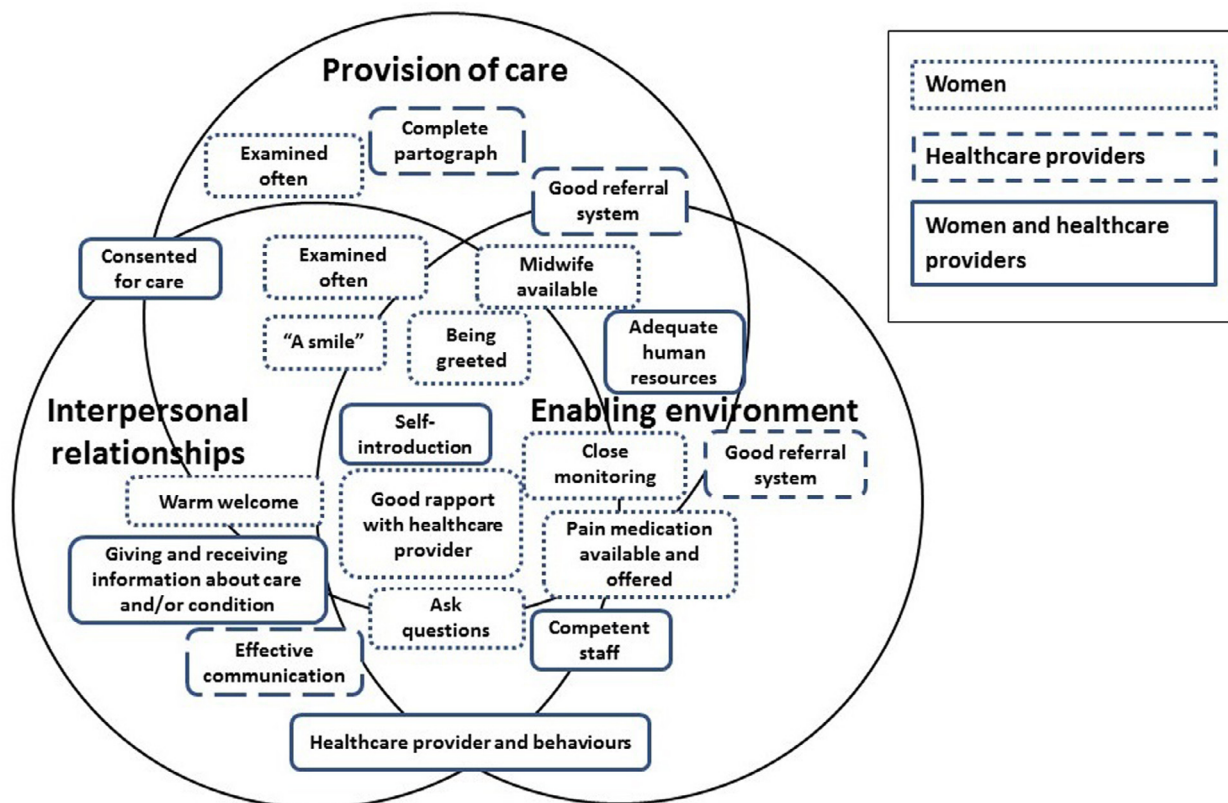 Provision of care
Complete
partograph
Examined
often
Good referral
system
Consented
for care
Examined
often
Midwife
available
“A smile”
Being
greeted
Adequate
human
resources
Interpersonal
relationships
Enabling environment
Self-
introduction
Close
monitoring
Good referral
system
Warm welcome
Good rapport
with healthcare
provider
Pain medication
available and
offered
Giving and receiving
information about care
and/or condition
Ask
questions
Competent
staff
Effective
communication
Healthcare provider and behaviours
Women
Healthcare providers
Women and healthcare
providers